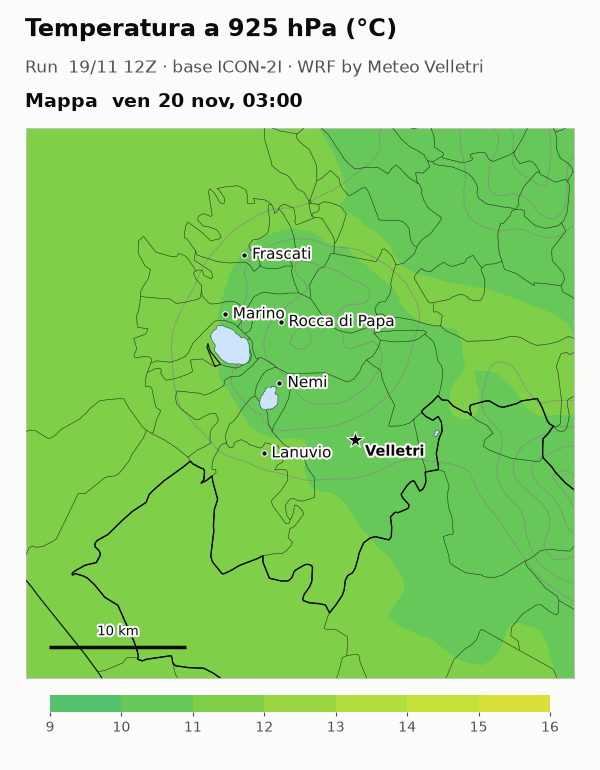 Temperatura a 925 hPa (°C)
Run  19/11 12Z · base ICON-2I · WRF by Meteo Velletri
Mappa  ven 20 nov, 03:00
Frascati
Marino
Rocca di Papa
Nemi
Velletri
Lanuvio
10 km
9 10 11 12 13 14 15 16